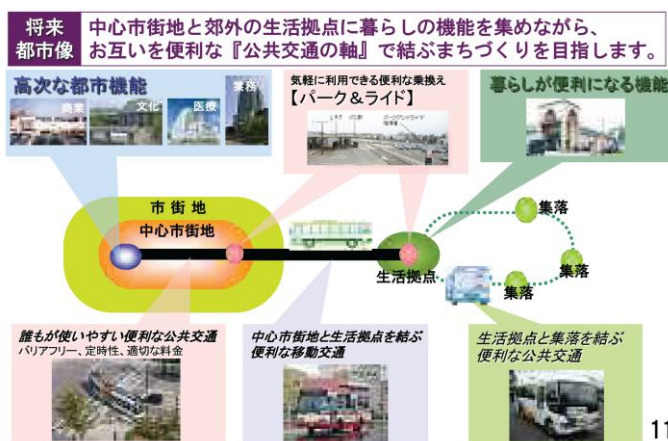 将来
都市像
中心市街地と郊外の生活拠点に暮らしの機能を集めながら、
お互いを便利な『公共交通の軸』で結ぶまちづくりを目指します。
高次な都市機能
商業
文化
医療
業務
気軽に利用できる便利な乗換え
【パーク＆ライド】
暮らしが便利になる機能
市街地
中心市街地
生活拠点
集落
集落
集落
誰もが使いやすい便利な公共交通
バリアフリー、定時性、適切な料金
中心市街地と生活拠点を結ぶ
便利な移動交通
生活拠点と集落を結ぶ
便利な公共交通